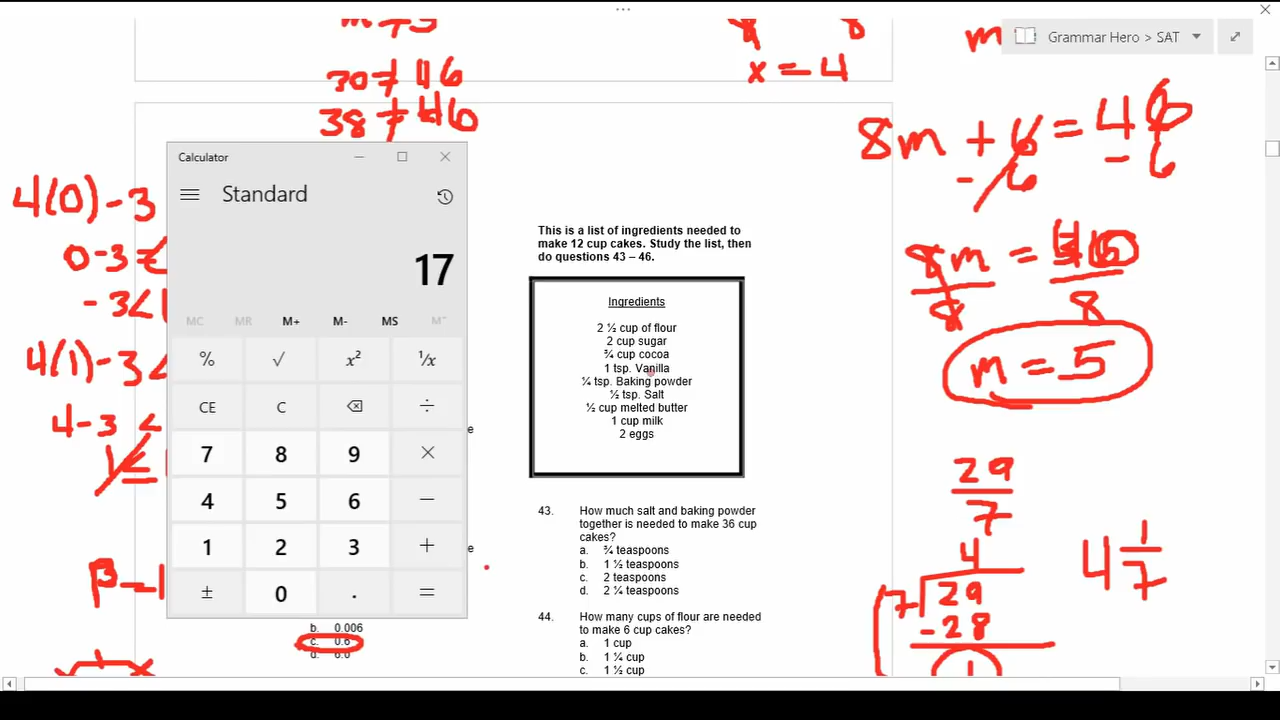 Grammar Hero > SAT
m
x = -4
30 ≠ 46
38 ≠ 46
8m + 6 = 46
- 6 - 6
8m = 40
8 8
m = 5
4(0) - 3
0 - 3
- 3 <
4(1) - 3 <
4 - 3 <
Calculator
Standard
17
MC MR M+ M- MS M˅
% √ x² ¹/x
CE C ÷
7 8 9 ×
4 5 6 −
1 2 3 +
± 0 . =
b. 0.006
c. 0.6
d. 6.0
This is a list of ingredients needed to
make 12 cup cakes. Study the list, then
do questions 43 – 46.
Ingredients
2 ½ cup of flour
2 cup sugar
¾ cup cocoa
1 tsp. Vanilla
¼ tsp. Baking powder
½ tsp. Salt
½ cup melted butter
1 cup milk
2 eggs
43. How much salt and baking powder
together is needed to make 36 cup
cakes?
a. ¾ teaspoons
b. 1 ½ teaspoons
c. 2 teaspoons
d. 2 ¼ teaspoons
44. How many cups of flour are needed
to make 6 cup cakes?
a. 1 cup
b. 1 ¼ cup
c. 1 ½ cup
29
7
4
7 29
-28
1
4 1/7